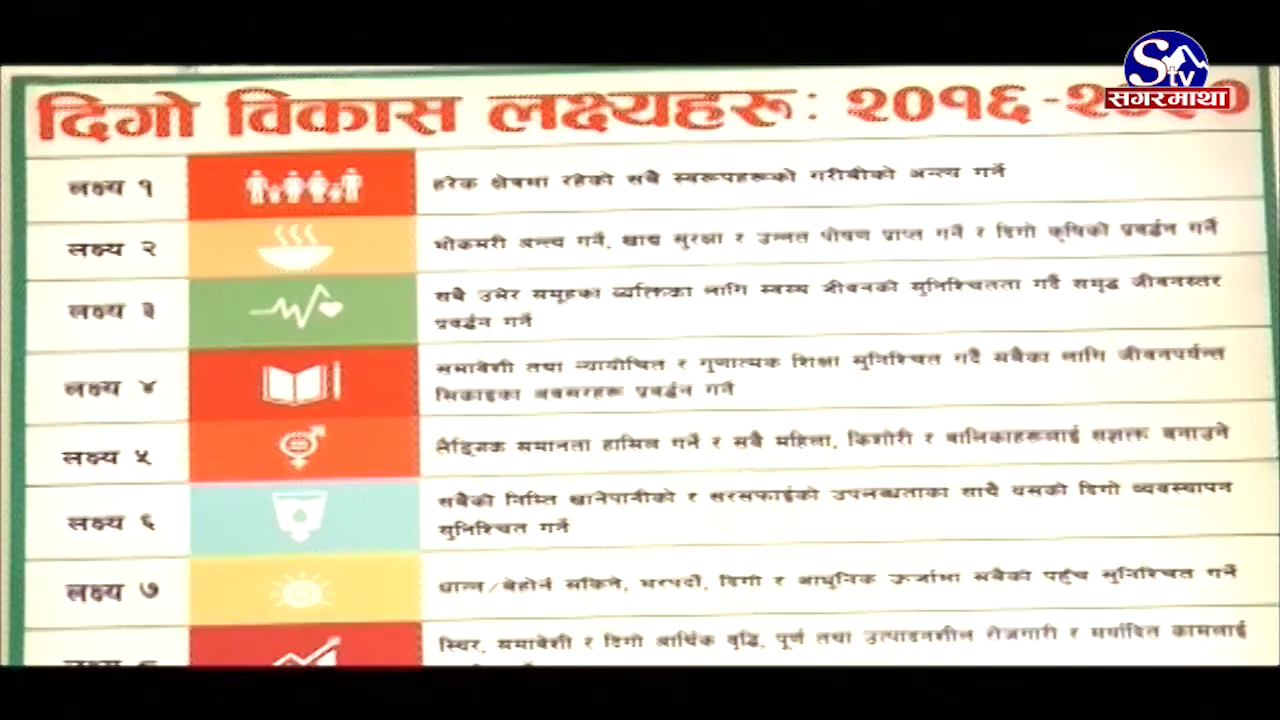 STV
सगरमाथा
दिगो विकास लक्ष्यहरू : २०१६ - २०३०
लक्ष्य १
हरेक क्षेत्रमा रहेको सबै स्वरूपहरूको गरीबीको अन्त्य गर्ने
लक्ष्य २
भोकमरी अन्त्य गर्ने, खाद्य सुरक्षा र उन्नत पोषण प्राप्त गर्ने र दिगो कृषिको प्रवर्द्धन गर्ने
लक्ष्य ३
सबै उमेर समूहका व्यक्तिका लागि स्वस्थ जीवनको सुनिश्चितता गर्दै समृद्ध जीवनस्तर
प्रवर्द्धन गर्ने
लक्ष्य ४
समावेशी तथा न्यायोचित र गुणात्मक शिक्षा सुनिश्चित गर्दै सबैका लागि जीवनपर्यन्त
सिकाइका अवसरहरू प्रवर्द्धन गर्ने
लक्ष्य ५
लैङ्गिक समानता हासिल गर्ने र सबै महिला, किशोरी र बालिकाहरूलाई सशक्त बनाउने
लक्ष्य ६
सबैको निम्ति खानेपानीको र सरसफाईको उपलब्धताका साथै यसको दिगो व्यवस्थापन
सुनिश्चित गर्ने
लक्ष्य ७
धान्न/बेहोर्न सकिने, भरपर्दो, दिगो र आधुनिक ऊर्जामा सबैको पहुँच सुनिश्चित गर्ने
स्थिर, समावेशी र दिगो आर्थिक वृद्धि, पूर्ण तथा उत्पादनशील रोजगारी र मर्यादित कामलाई